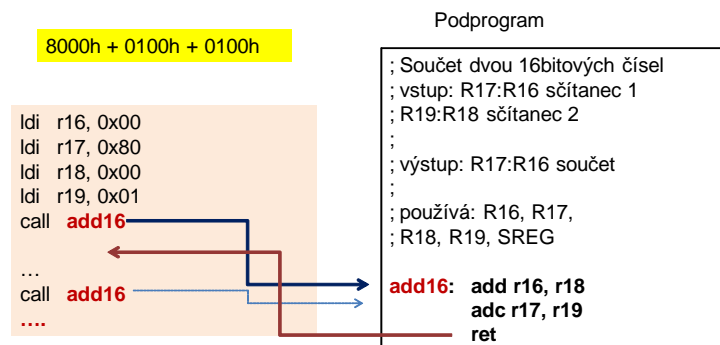 Podprogram
8000h + 0100h + 0100h
ldi r16, 0x00
ldi r17, 0x80
ldi r18, 0x00
ldi r19, 0x01
call add16
...
call add16
....
; Součet dvou 16bitových čísel
; vstup: R17:R16 sčítanec 1
; R19:R18 sčítanec 2
;
; výstup: R17:R16 součet
;
; používá: R16, R17,
; R18, R19, SREG
add16: add r16, r18
adc r17, r19
ret